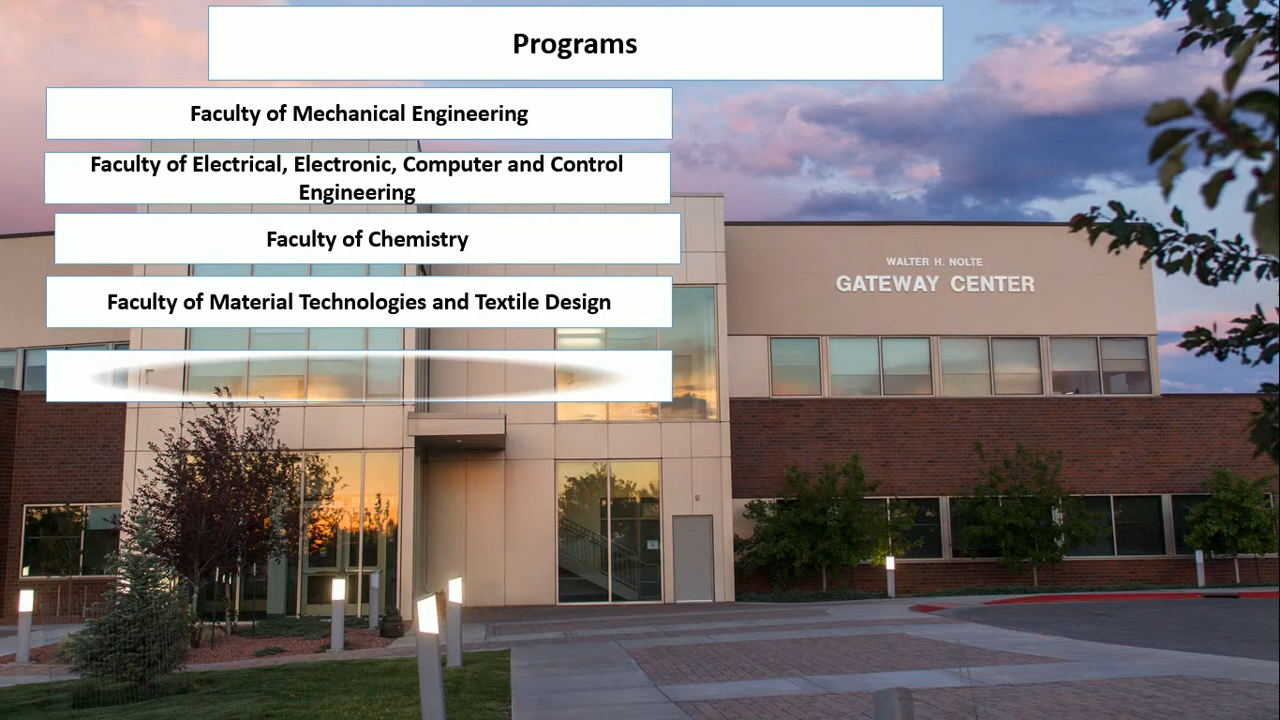 Programs
Faculty of Mechanical Engineering
Faculty of Electrical, Electronic, Computer and Control
Engineering
Faculty of Chemistry
WALTER H. NOLTE
GATEWAY CENTER
Faculty of Material Technologies and Textile Design